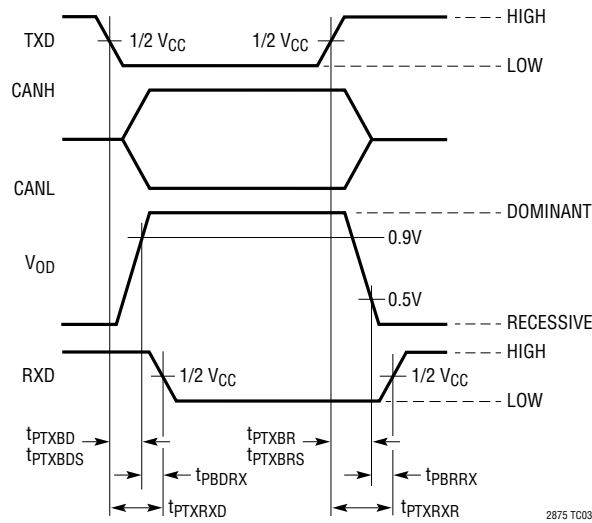 HIGH
TXD
1/2 VCC
1/2 VCC
LOW
CANH
CANL
DOMINANT
0.9V
VOD
0.5V
RECESSIVE
HIGH
RXD
1/2 VCC
1/2 VCC
LOW
tPTXBD
tPTXBDS
tPTXBR
tPTXBRS
tPBDRX
tPBRRX
tPTXRXD
tPTXRXR
2875 TC03